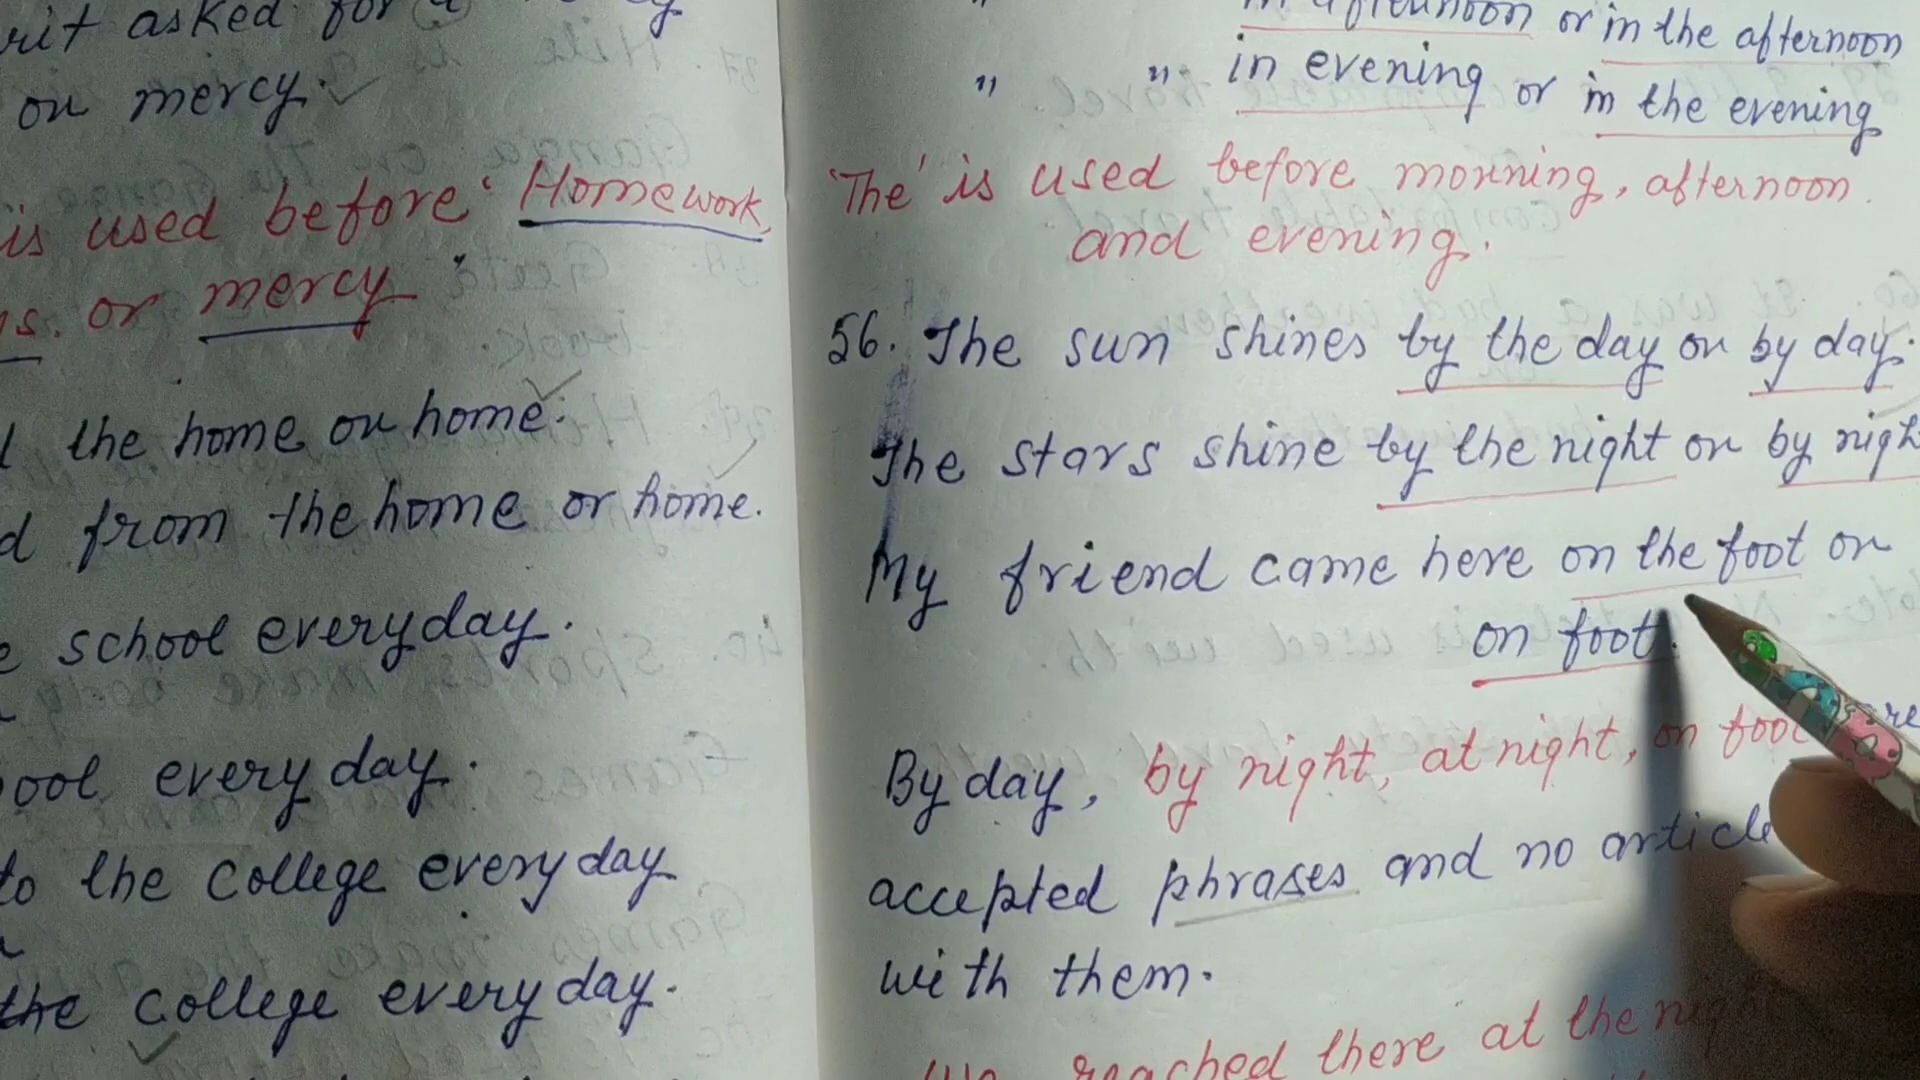 asked for a
on mercy.
is used before 'Homework,
or mercy
the home or home.
from the home or home.
school everyday.
every day.
to the college every day
the college every day.
in afternoon or in the afternoon
" " in evening or in the evening
'The' is used before morning, afternoon
and evening.
56. The sun shines by the day or by day.
The stars shine by the night or by
My friend came here on the foot or
on foot.
By day, by night, at night, on
accepted phrases and no
with them.
reached there at the night